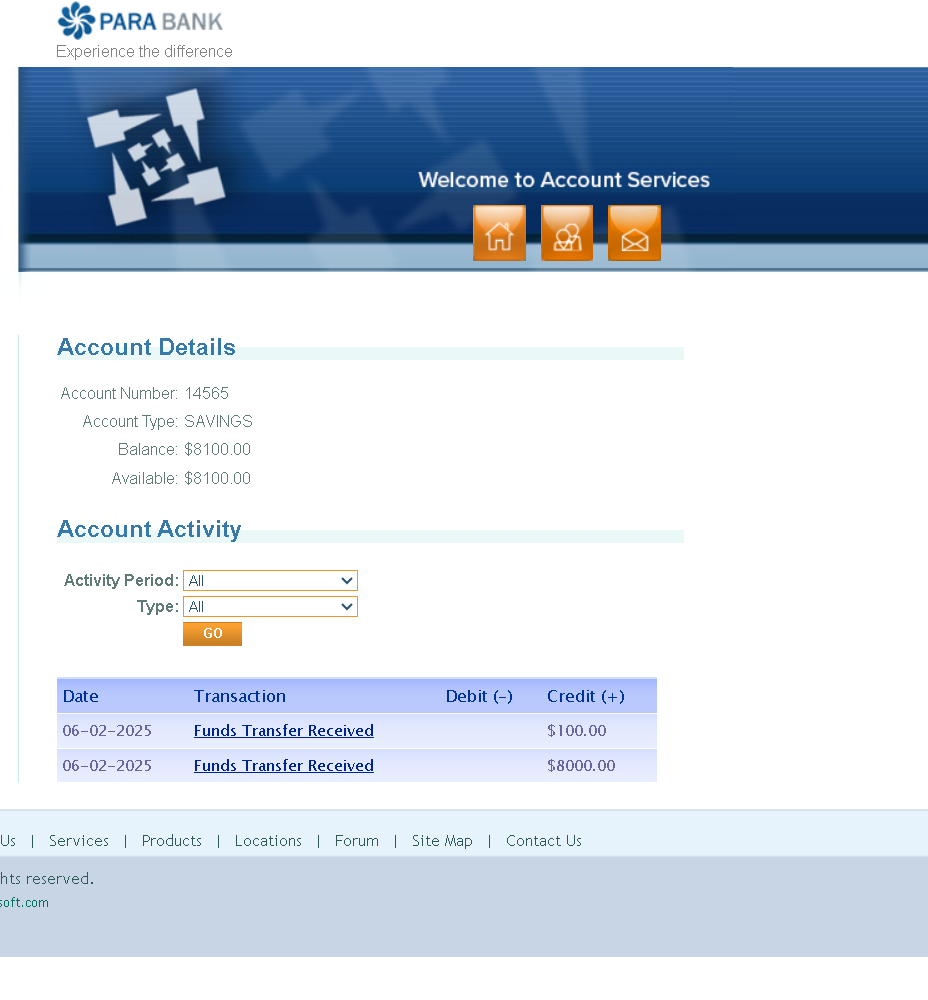 PARA BANK
Experience the difference
Welcome to Account Services
Account Details
Account Number: 14565
Account Type: SAVINGS
Balance: $8100.00
Available: $8100.00
Account Activity
Activity Period: All
Type: All
GO
Date Transaction Debit (-) Credit (+)
06-02-2025 Funds Transfer Received $100.00
06-02-2025 Funds Transfer Received $8000.00
Us | Services | Products | Locations | Forum | Site Map | Contact Us
hts reserved.
soft.com